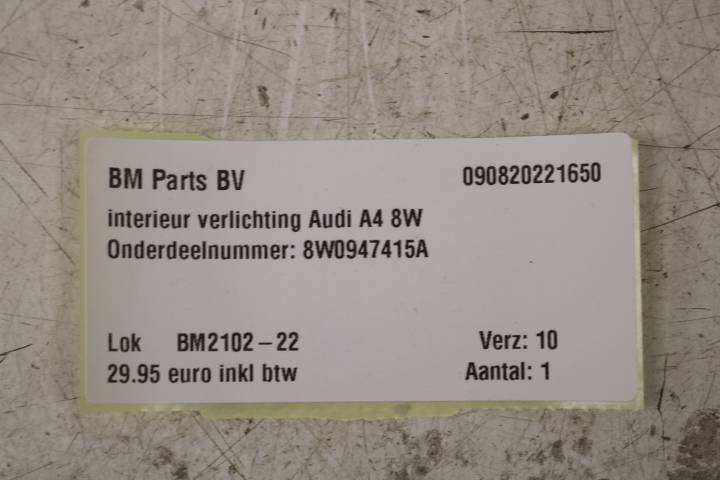 BM Parts BV 090820221650
interieur verlichting Audi A4 8W
Onderdeelnummer: 8W0947415A
Lok BM2102-22 Verz: 10
29.95 euro inkl btw Aantal: 1